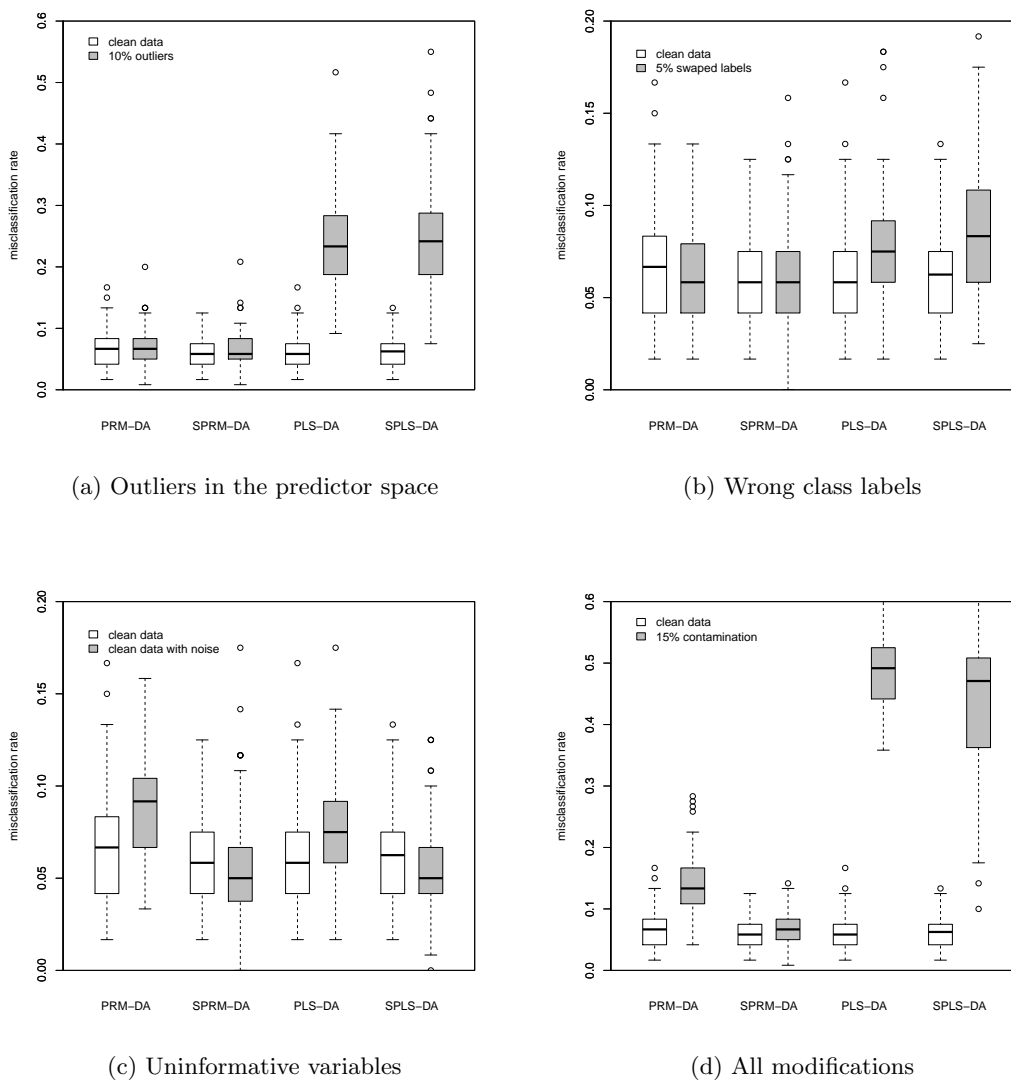 0.6
0.5
0.4
0.3
0.2
0.1
0.0
misclassification rate
clean data
10% outliers
PRM−DA SPRM−DA PLS−DA SPLS−DA
(a) Outliers in the predictor space
0.20
0.15
0.10
0.05
0.00
misclassification rate
clean data
5% swaped labels
PRM−DA SPRM−DA PLS−DA SPLS−DA
(b) Wrong class labels
0.20
0.15
0.10
0.05
0.00
misclassification rate
clean data
clean data with noise
PRM−DA SPRM−DA PLS−DA SPLS−DA
(c) Uninformative variables
0.6
0.5
0.4
0.3
0.2
0.1
0.0
misclassification rate
clean data
15% contamination
PRM−DA SPRM−DA PLS−DA SPLS−DA
(d) All modifications